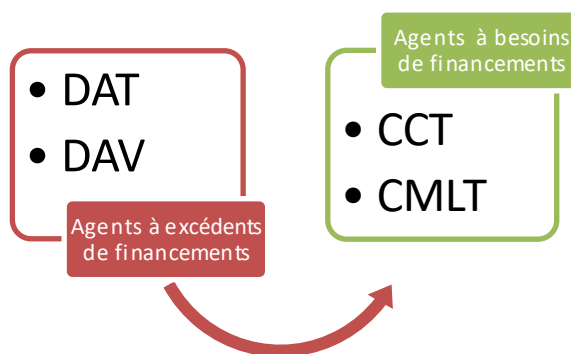 • DAT
• DAV
Agents à excédents
de financements
Agents à besoins
de financements
• CCT
• CMLT